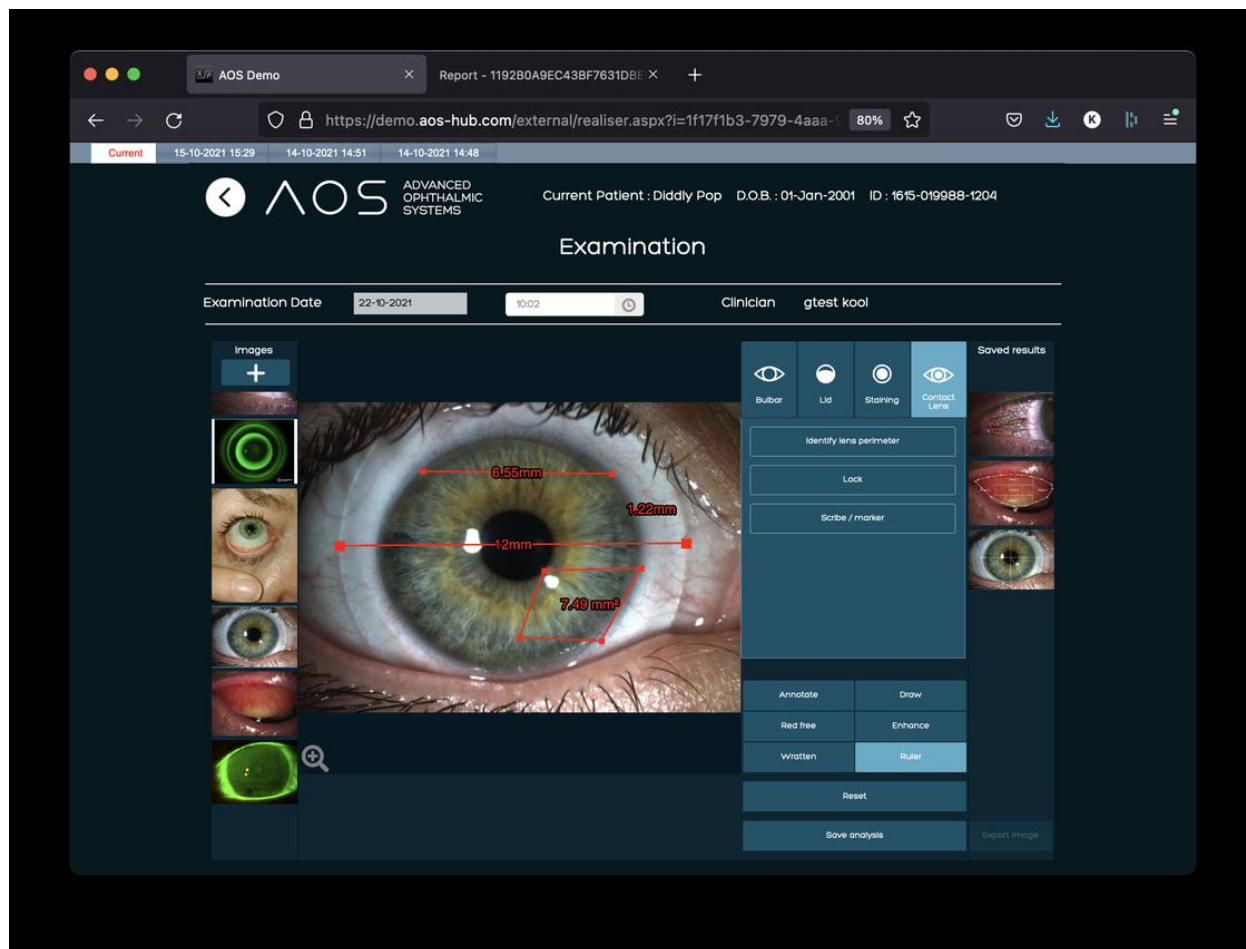 AOS Demo
Report - 1192B0A9EC43BF7631DBE
https://demo.aos-hub.com/external/realiser.aspx?i=1f17f1b3-7979-4aaa-9
80%
K
Current
15-10-2021 15:29
14-10-2021 14:51
14-10-2021 14:48
AOS
ADVANCED
OPHTHALMIC
SYSTEMS
Current Patient : Diddly Pop D.O.B. : 01-Jan-2001 ID : 1615-019988-1204
Examination
Examination Date
22-10-2021
10:02
Clinician
gtest kool
Images
6.55mm
1.22mm
12mm
7.49 mm²
Bulbar
Lid
Staining
Contact
Lens
Identify lens perimeter
Lock
Scribe / marker
Annotate
Draw
Red free
Enhance
Wratten
Ruler
Reset
Save analysis
Saved results
Export Image